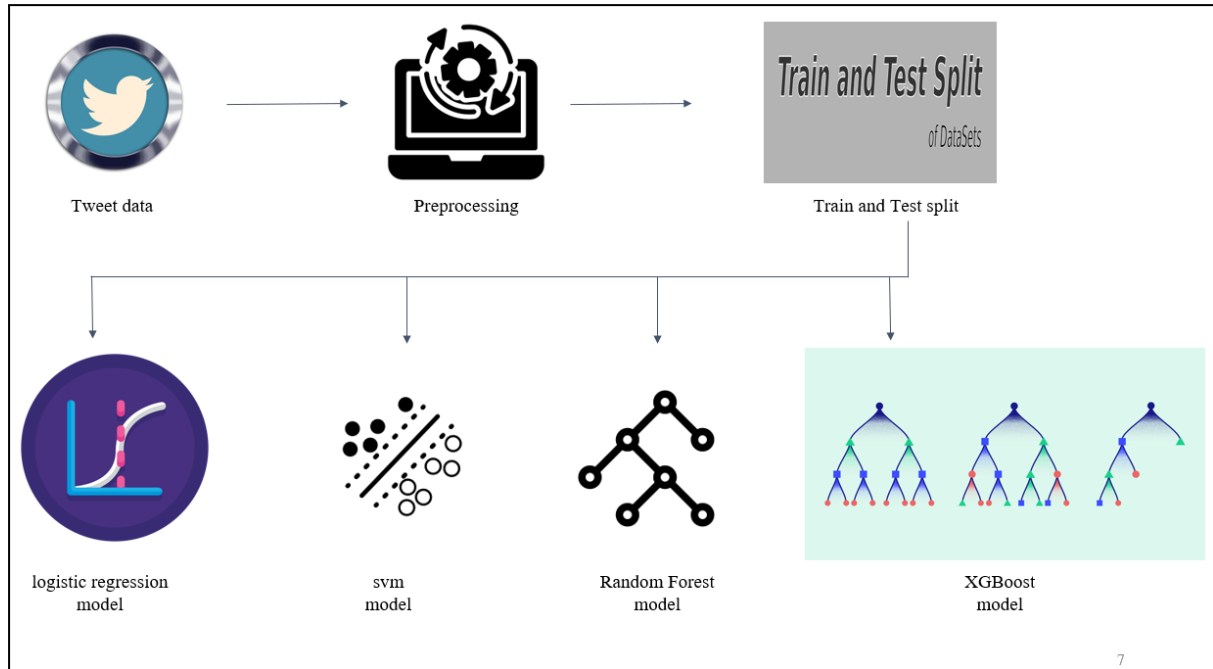 Train and Test Split
of DataSets
Tweet data
Preprocessing
Train and Test split
logistic regression
model
svm
model
Random Forest
model
XGBoost
model
7